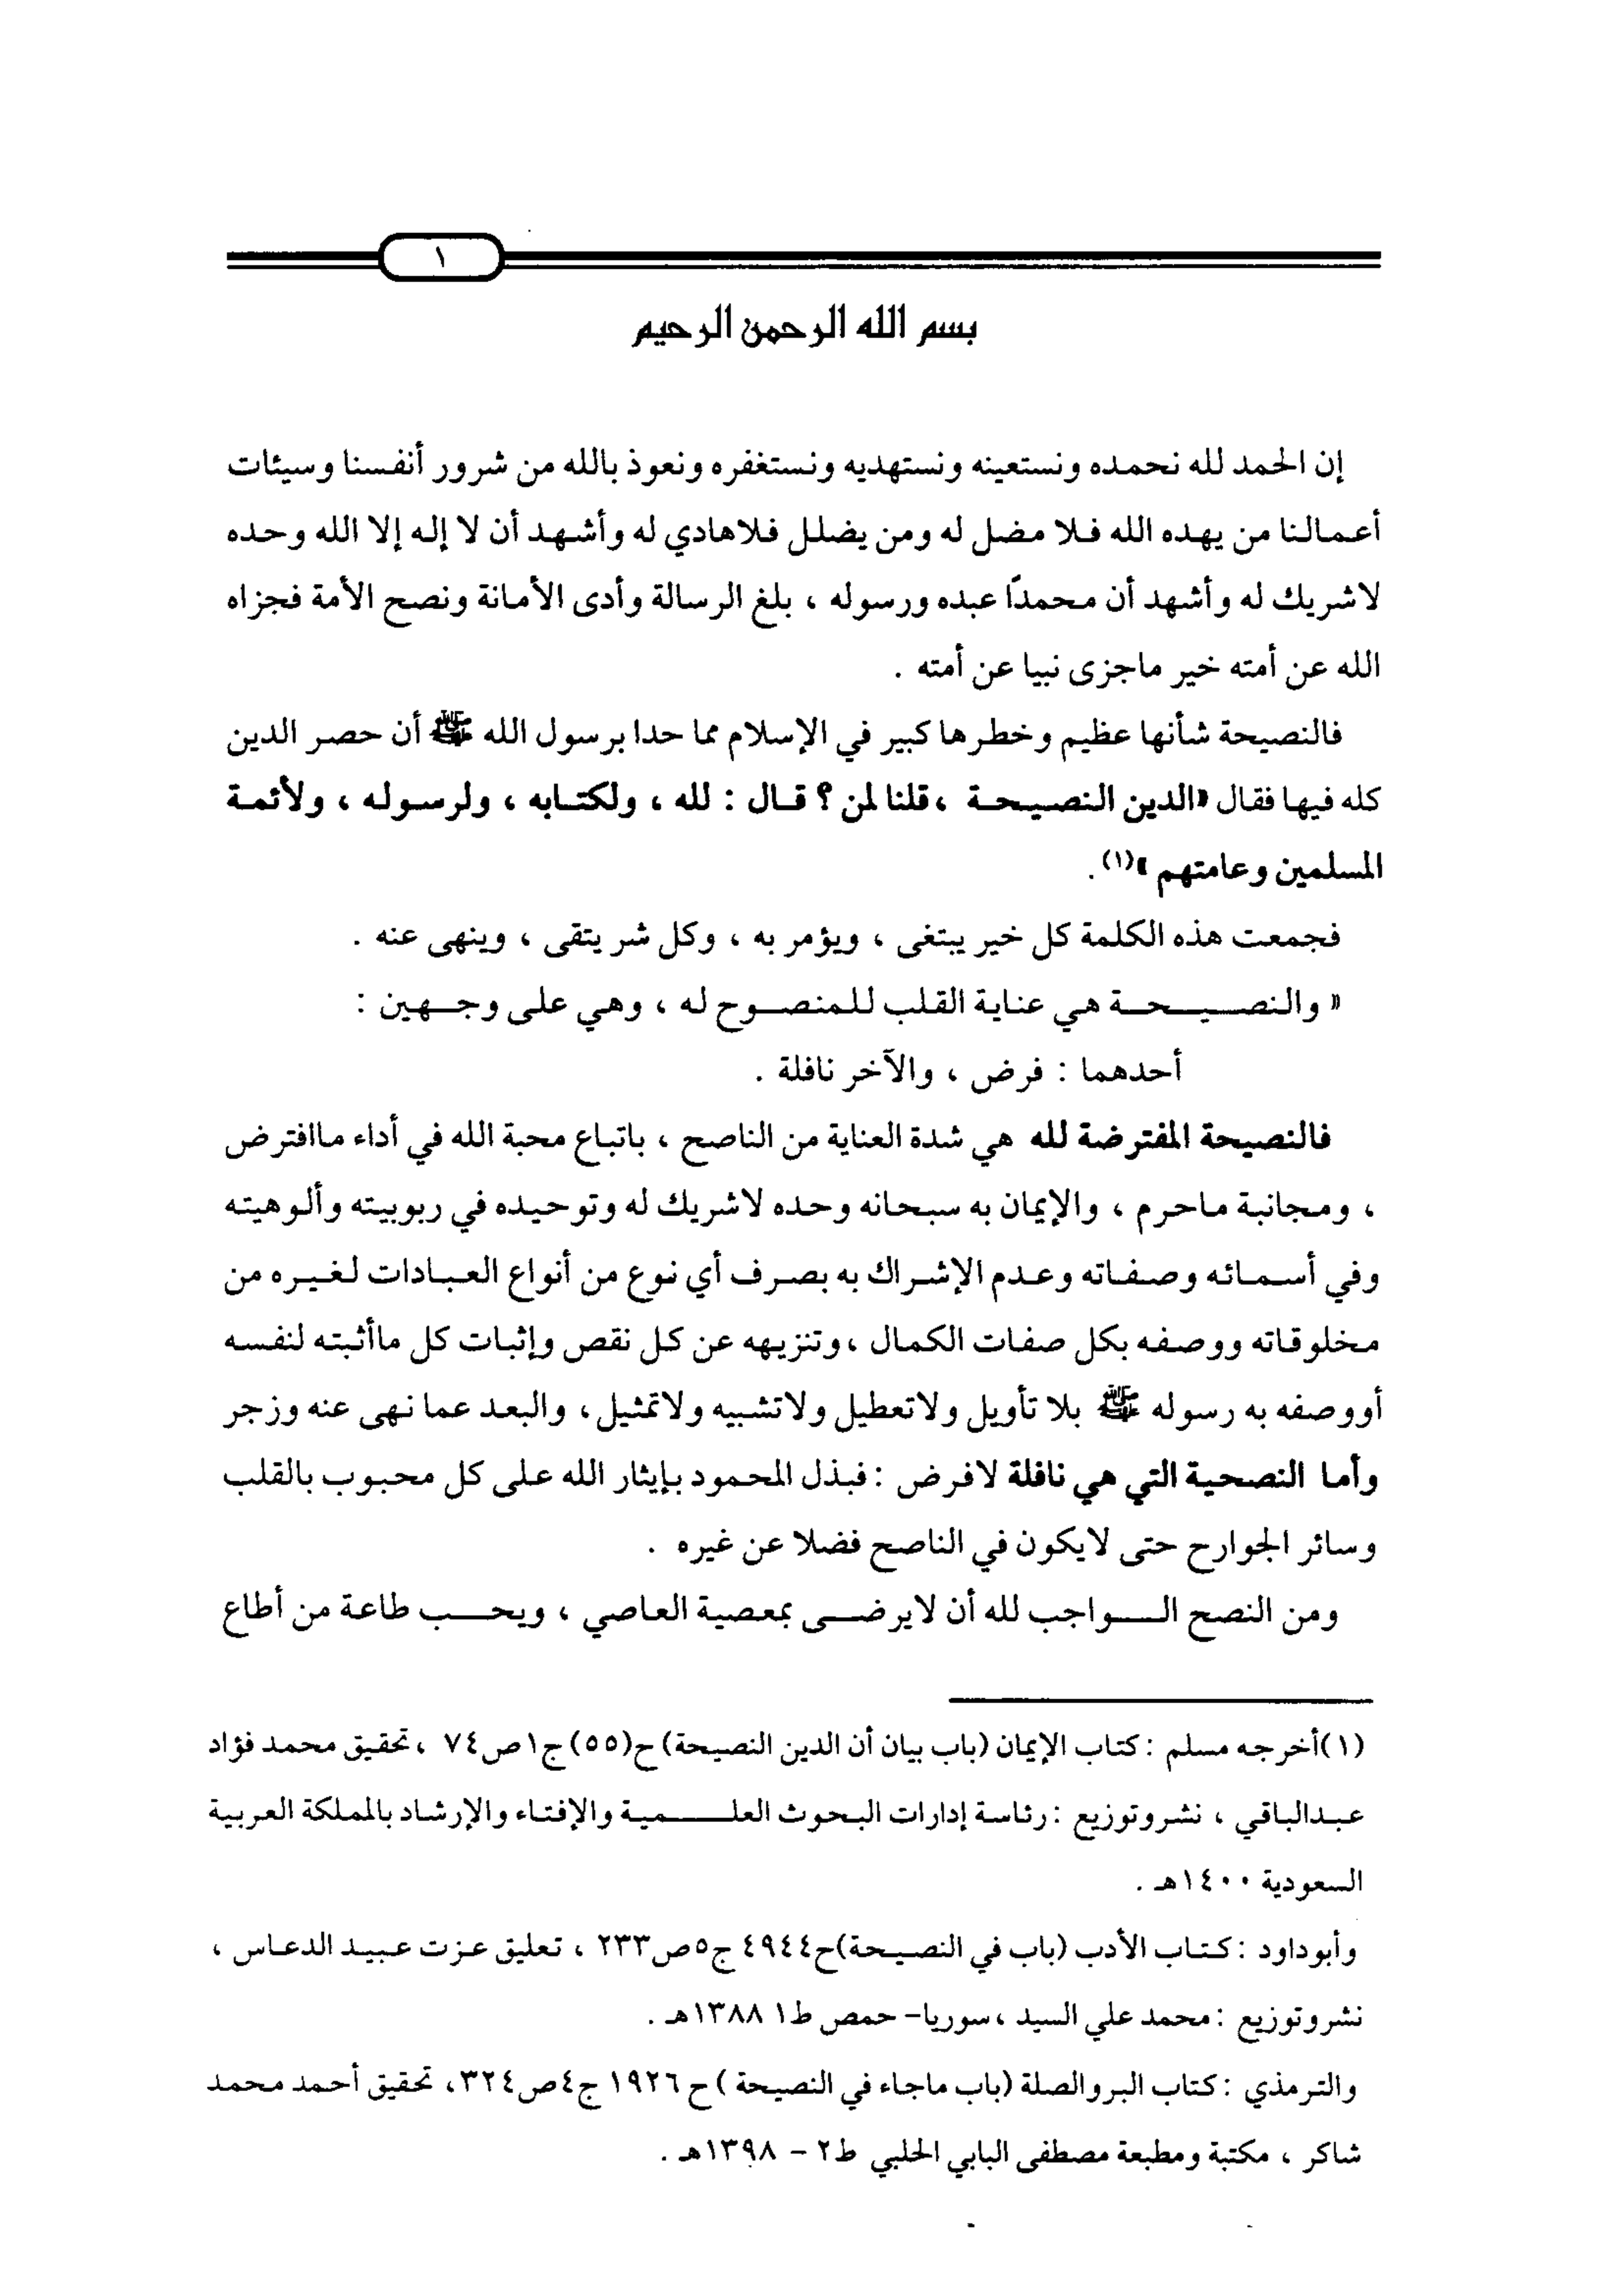 ١
بسم الله الرحمن الرحيم
إن الحمد لله نحمده ونستعينه ونستهديه ونستغفره ونعوذ بالله من شرور أنفسنا وسيئات
أعمالنا من يهده الله فلا مضل له ومن يضلل فلاهادي له وأشهد أن لا إله إلا الله وحده
لاشريك له وأشهد أن محمدًا عبده ورسوله ، بلغ الرسالة وأدى الأمانة ونصح الأمة فجزاه
الله عن أمته خير ماجزى نبيا عن أمته .
فالنصيحة شأنها عظيم وخطرها كبير في الإسلام مما حدا برسول الله ﷺ أن حصر الدين
كله فيها فقال «الدين النصيحة ، قلنا لمن ؟ قال : لله ، ولكتابه ، ولرسوله ، ولأئمة
المسلمين وعامتهم »(١) .
فجمعت هذه الكلمة كل خير يبتغى ، ويؤمر به ، وكل شر يتقى ، وينهى عنه .
« والنصيحة هي عناية القلب للمنصوح له ، وهي على وجهين :
أحدهما : فرض ، والآخر نافلة .
فالنصيحة المفترضة لله هي شدة العناية من الناصح ، باتباع محبة الله في أداء ماافترض
، ومجانبة ماحرم ، والإيمان به سبحانه وحده لاشريك له وتوحيده في ربوبيته وألوهيته
وفي أسمائه وصفاته وعدم الإشراك به بصرف أي نوع من أنواع العبادات لغيره من
مخلوقاته ووصفه بكل صفات الكمال ،وتنزيهه عن كل نقص وإثبات كل ماأثبته لنفسه
أووصفه به رسوله ﷺ بلا تأويل ولاتعطيل ولاتشبيه ولاتمثيل، والبعد عما نهى عنه وزجر
وأما النصحية التي هي نافلة لافرض : فبذل المحمود بإيثار الله على كل محبوب بالقلب
وسائر الجوارح حتى لايكون في الناصح فضلا عن غيره .
ومن النصح الواجب لله أن لايرضى بمعصية العاصي ، ويحب طاعة من أطاع
(١)أخرجه مسلم : كتاب الإيمان (باب بيان أن الدين النصيحة) ح(٥٥) ج١ص٧٤ ، تحقيق محمد فؤاد
عبدالباقي ، نشروتوزيع : رئاسة إدارات البحوث العلمية والإفتاء والإرشاد بالمملكة العربية
السعودية ١٤٠٠هـ .
وأبوداود : كتاب الأدب (باب في النصيحة)ح٤٩٤٤ ج٥ص٢٣٣ ، تعليق عزت عبيد الدعاس ،
نشروتوزيع : محمد علي السيد ،سوريا- حمص ط١ ١٣٨٨هـ .
والترمذي : كتاب البروالصلة (باب ماجاء في النصيحة ) ح ١٩٢٦ ج٤ص٣٢٤، تحقيق أحمد محمد
شاكر ، مكتبة ومطبعة مصطفى البابي الحلبي ط٢ - ١٣٩٨هـ .